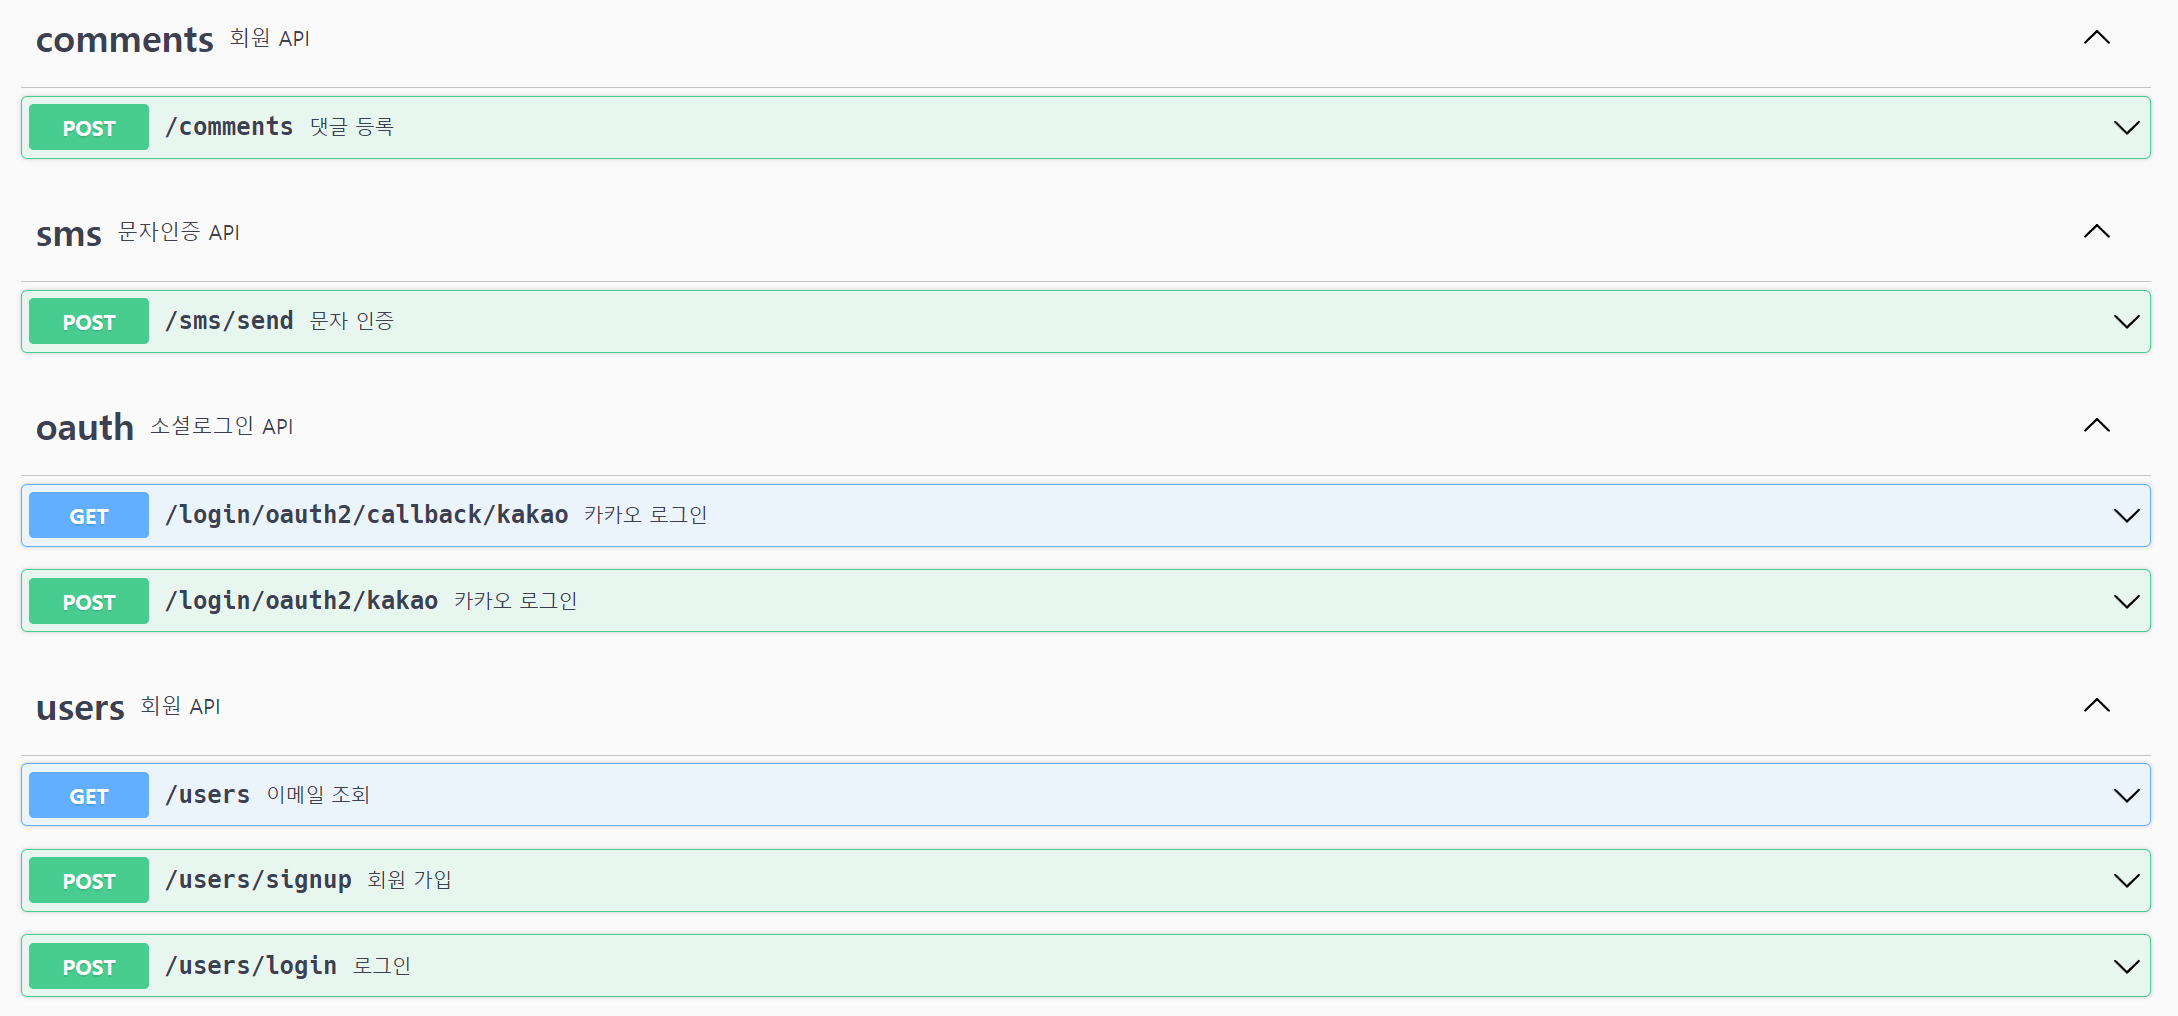 comments 회원 API
POST /comments 댓글 등록
sms 문자인증 API
POST /sms/send 문자 인증
oauth 소셜로그인 API
GET /login/oauth2/callback/kakao 카카오 로그인
POST /login/oauth2/kakao 카카오 로그인
users 회원 API
GET /users 이메일 조회
POST /users/signup 회원 가입
POST /users/login 로그인